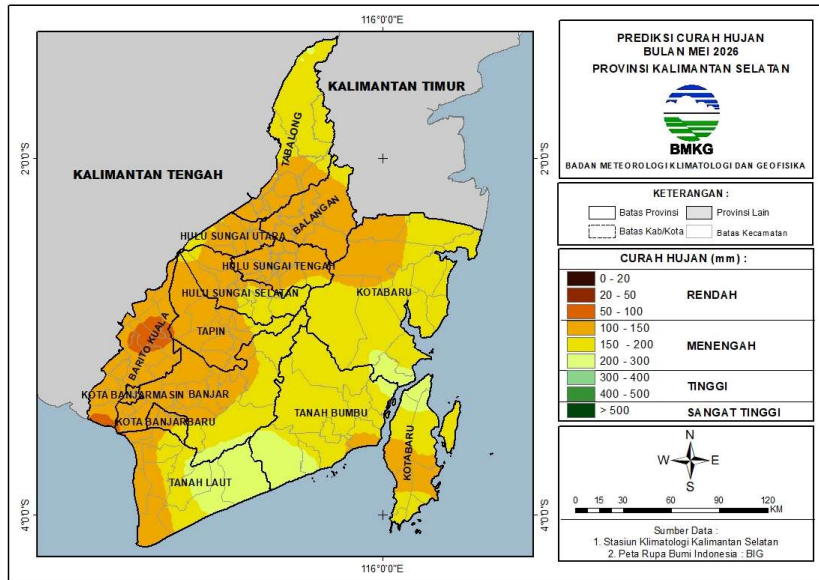 116°0'0"E
KALIMANTAN TIMUR
KALIMANTAN TENGAH
2°0'0"S
4°0'0"S
TABALONG
BALANGAN
HULU SUNGAI UTARA
HULU SUNGAI TENGAH
HULU SUNGAI SELATAN
KOTABARU
TAPIN
BARITO KUALA
KOTA BANJARMASIN
BANJAR
KOTA BANJARBARU
TANAH BUMBU
TANAH LAUT
KOTABARU
116°0'0"E
PREDIKSI CURAH HUJAN
BULAN MEI 2026
PROVINSI KALIMANTAN SELATAN
BMKG
BADAN METEOROLOGI KLIMATOLOGI DAN GEOFISIKA
KETERANGAN :
Batas Provinsi
Provinsi Lain
Batas Kab/Kota
Batas Kecamatan
CURAH HUJAN (mm) :
0 - 20
20 - 50
50 - 100
RENDAH
100 - 150
150 - 200
200 - 300
MENENGAH
300 - 400
400 - 500
TINGGI
> 500
SANGAT TINGGI
N
W
E
S
0 15 30 60 90 120
KM
2°0'0"S
4°0'0"S
Sumber Data :
1. Stasiun Klimatologi Kalimantan Selatan
2. Peta Rupa Bumi Indonesia : BIG